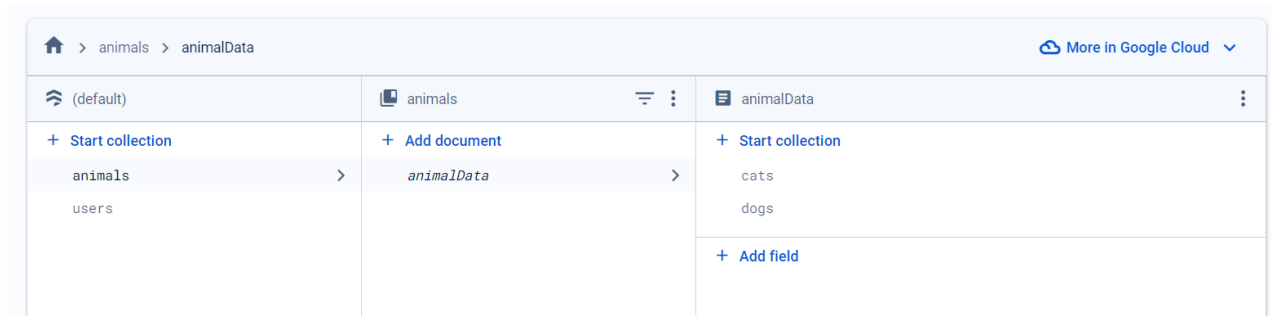 animals > animalData
More in Google Cloud
(default)
animals
animalData
+ Start collection
+ Add document
+ Start collection
animals
animalData
cats
users
dogs
+ Add field